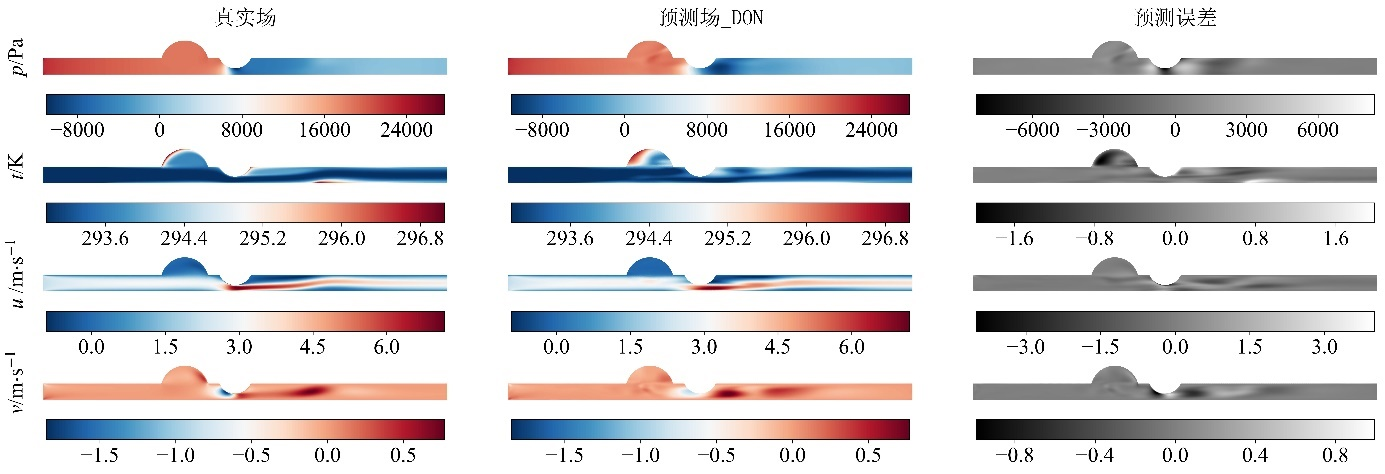 真实场 预测场_DON 预测误差
p/Pa
−8000 0 8000 16000 24000 −8000 0 8000 16000 24000 −6000 −3000 0 3000 6000
t/K
293.6 294.4 295.2 296.0 296.8 293.6 294.4 295.2 296.0 296.8 −1.6 −0.8 0.0 0.8 1.6
u /m·s⁻¹
0.0 1.5 3.0 4.5 6.0 0.0 1.5 3.0 4.5 6.0 −3.0 −1.5 0.0 1.5 3.0
v/m·s⁻¹
−1.5 −1.0 −0.5 0.0 0.5 −1.5 −1.0 −0.5 0.0 0.5 −0.8 −0.4 0.0 0.4 0.8